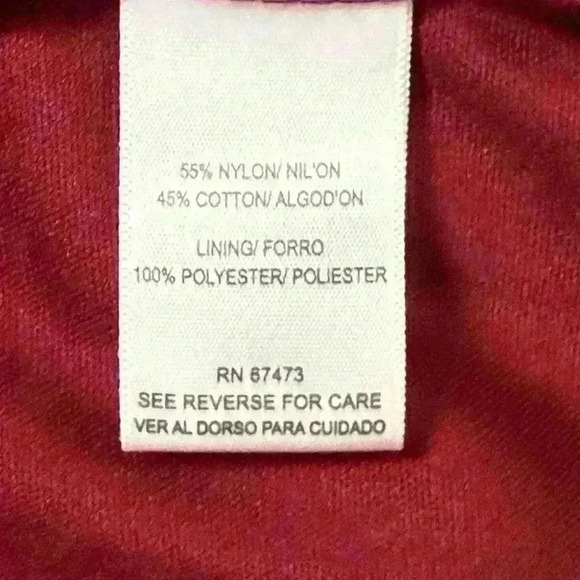 55% NYLON/ NIL'ON
45% COTTON/ ALGOD'ON
LINING/ FORRO
100% POLYESTER/ POLIESTER
RN 67473
SEE REVERSE FOR CARE
VER AL DORSO PARA CUIDADO